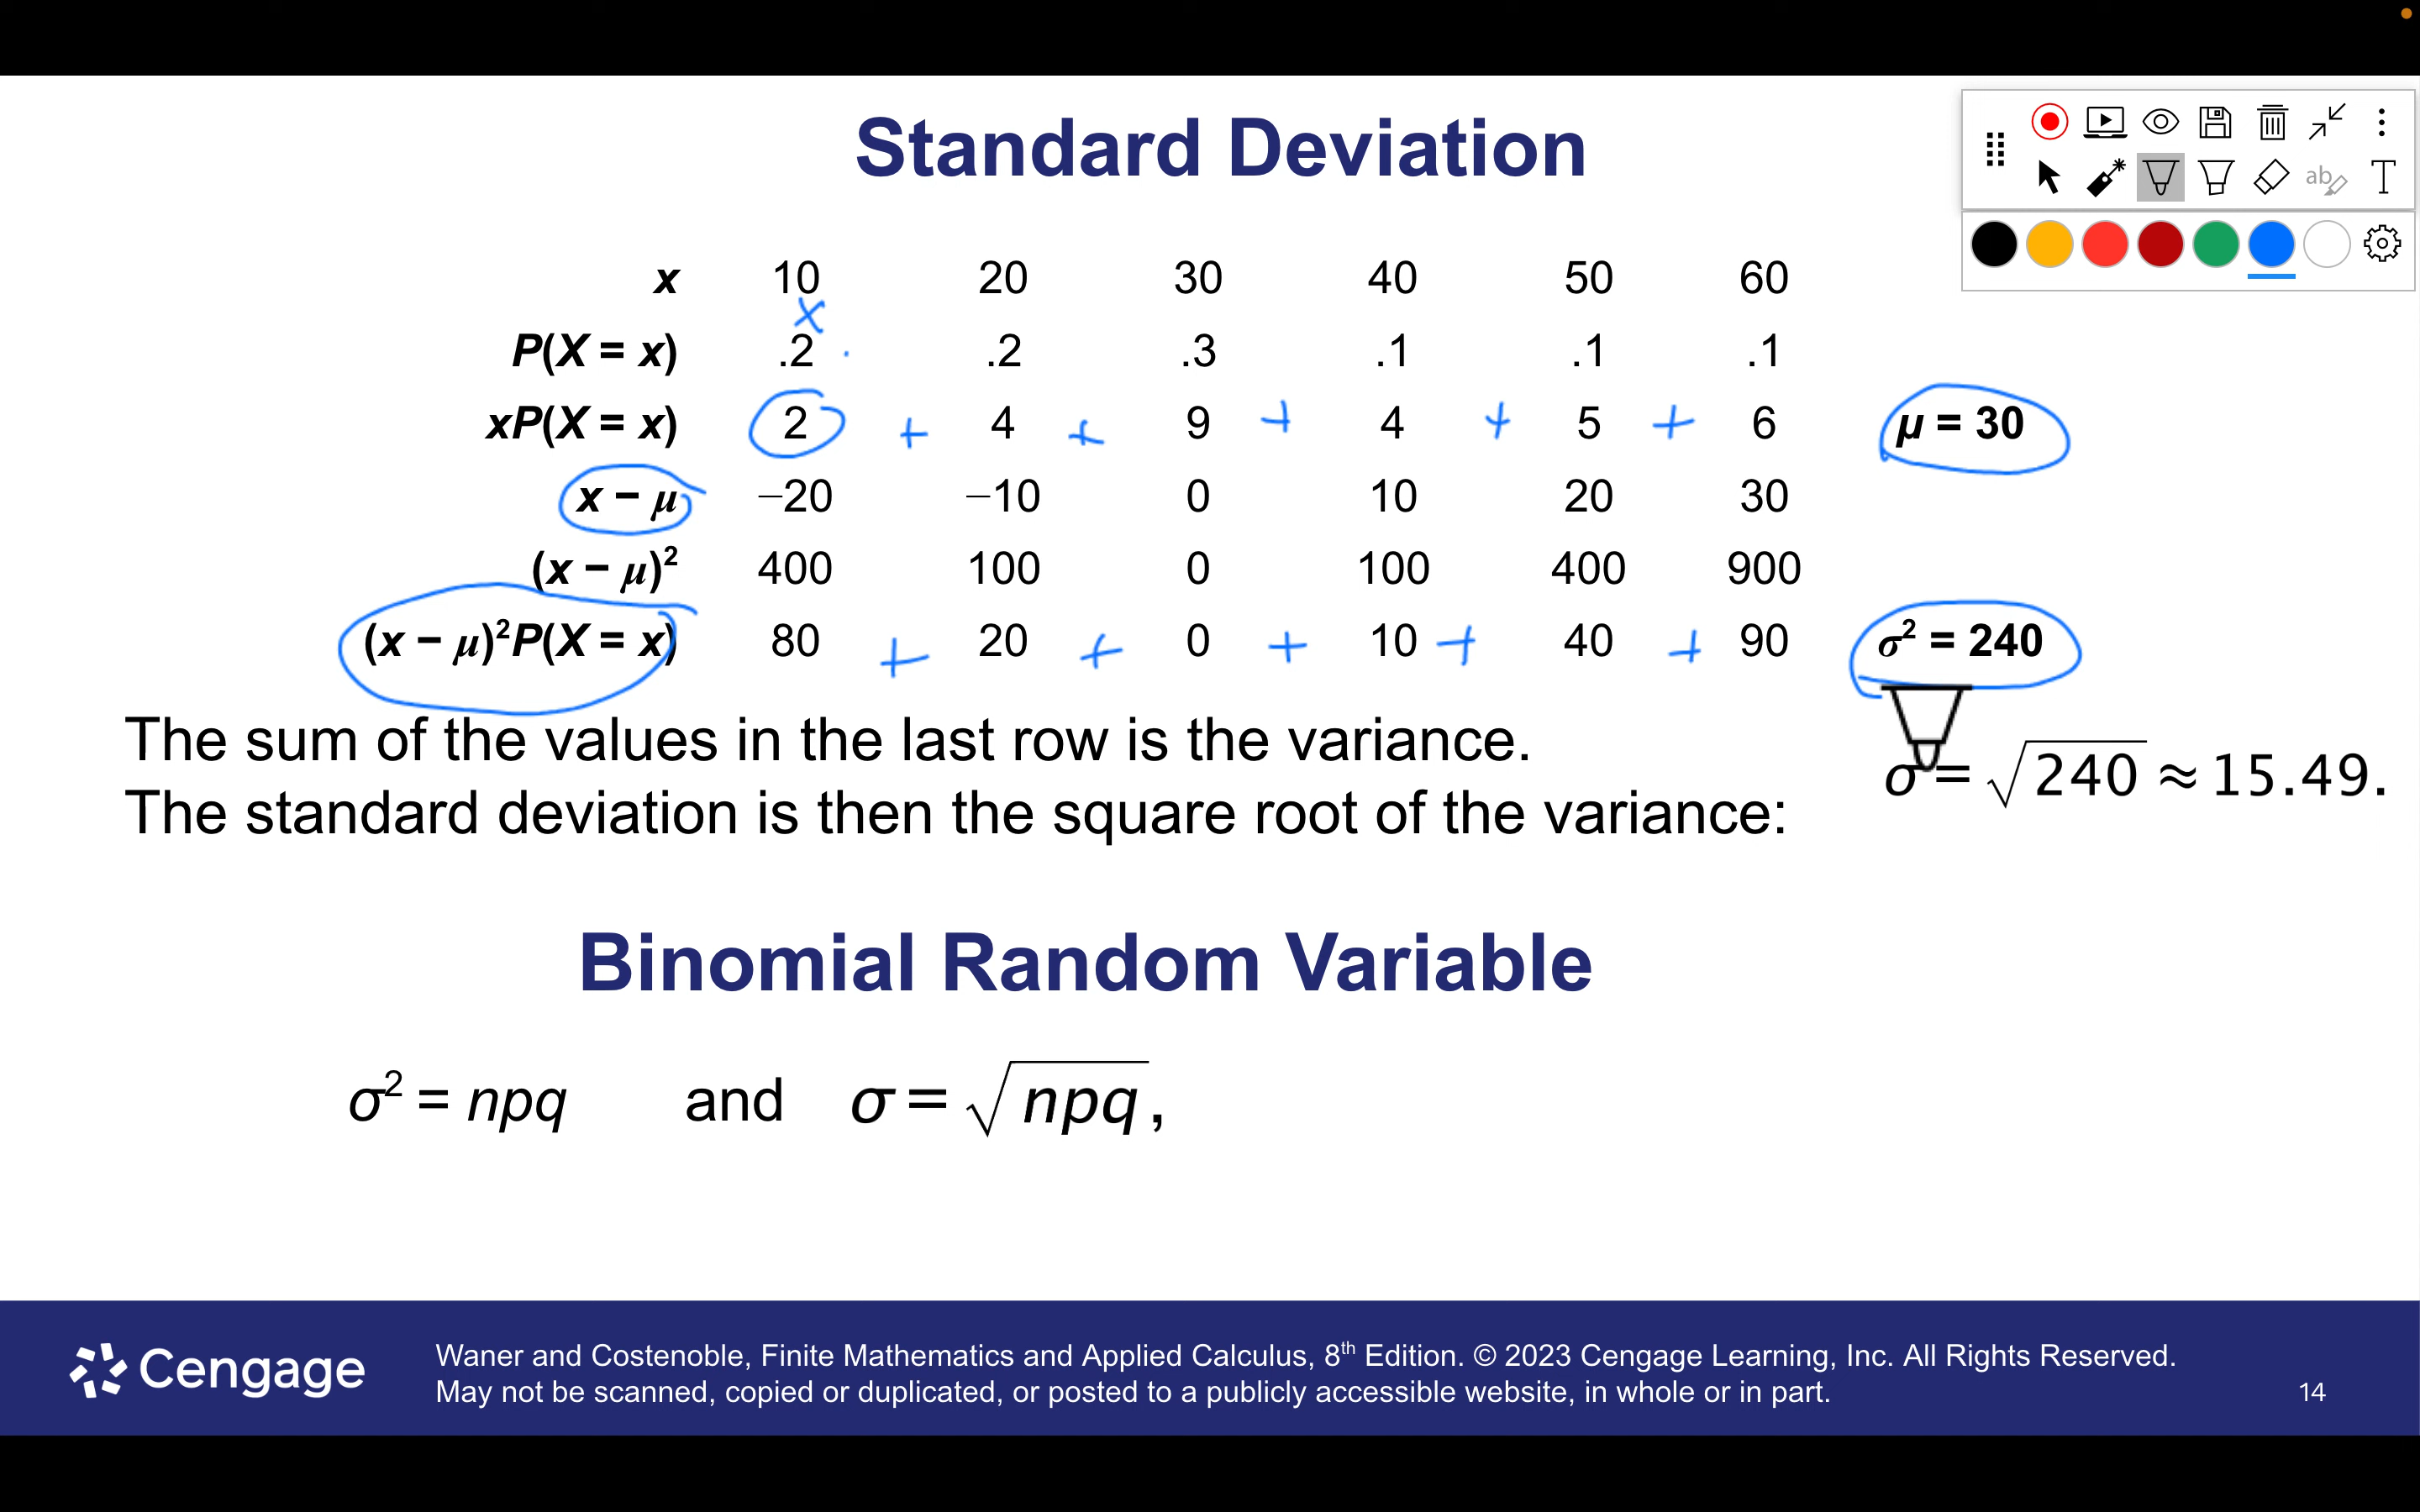 Standard Deviation
ab
T
x 10 20 30 40 50 60
x
P(X = x) .2 · .2 .3 .1 .1 .1
xP(X = x) 2 + 4 + 9 + 4 + 5 + 6 μ = 30
x − μ −20 −10 0 10 20 30
(x − μ)² 400 100 0 100 400 900
(x − μ)²P(X = x) 80 + 20 + 0 + 10 + 40 + 90 σ² = 240
The sum of the values in the last row is the variance.
σ = √240 ≈ 15.49.
The standard deviation is then the square root of the variance:
Binomial Random Variable
σ² = npq and σ = √npq,
Cengage
Waner and Costenoble, Finite Mathematics and Applied Calculus, 8th Edition. © 2023 Cengage Learning, Inc. All Rights Reserved.
May not be scanned, copied or duplicated, or posted to a publicly accessible website, in whole or in part.
14